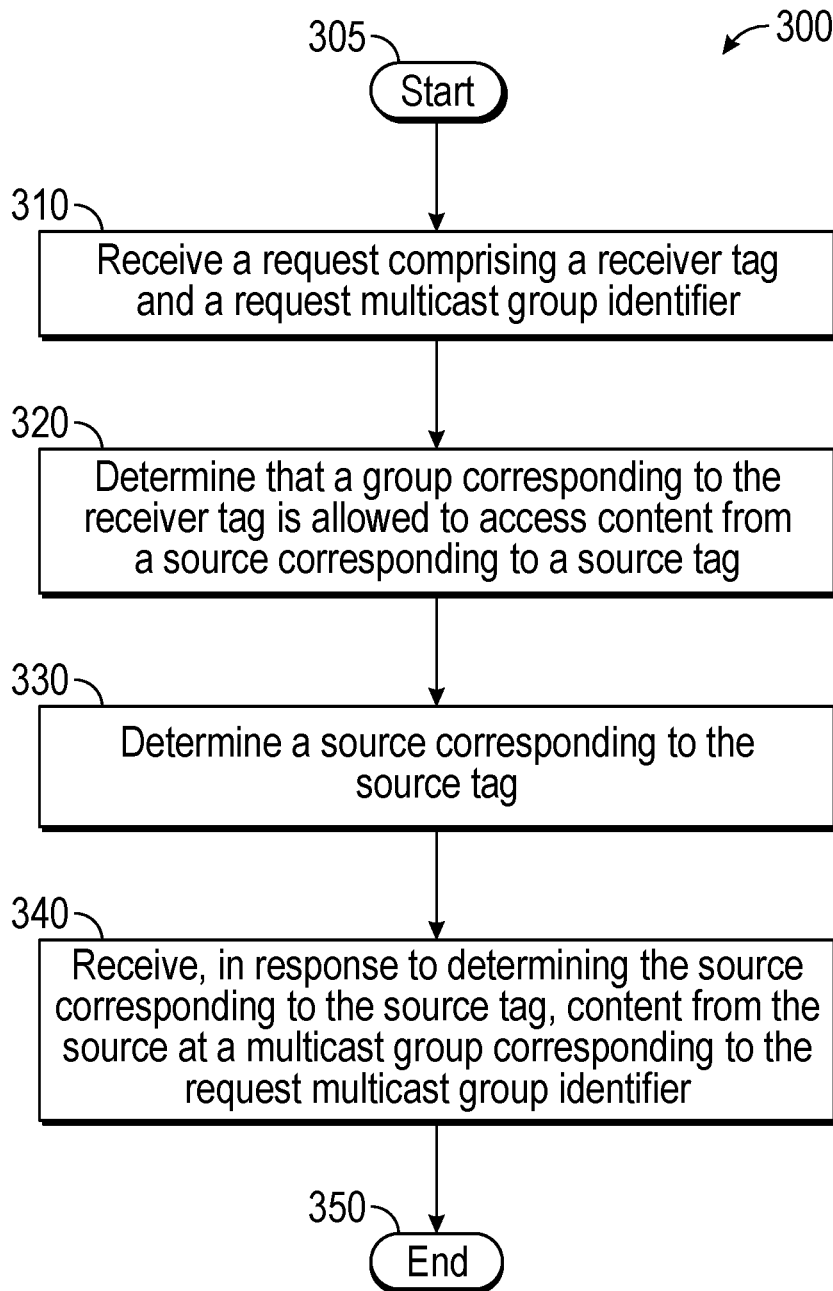 300
305
Start
310
Receive a request comprising a receiver tag
and a request multicast group identifier
320
Determine that a group corresponding to the
receiver tag is allowed to access content from
a source corresponding to a source tag
330
Determine a source corresponding to the
source tag
340
Receive, in response to determining the source
corresponding to the source tag, content from the
source at a multicast group corresponding to the
request multicast group identifier
350
End